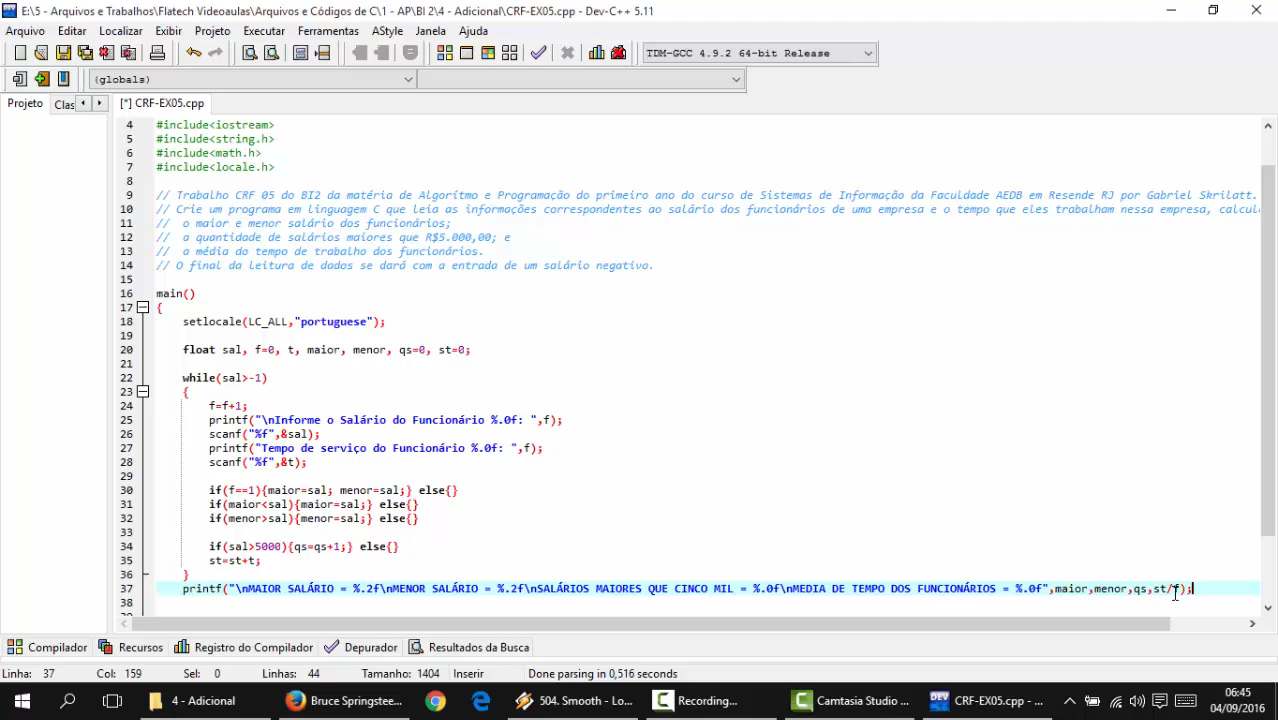 E:\5 - Arquivos e Trabalhos\Flatech Videoaulas\Arquivos e Códigos de C\1 - AP\BI 2\4 - Adicional\CRF-EX05.cpp - Dev-C++ 5.11
Arquivo Editar Localizar Exibir Projeto Executar Ferramentas AStyle Janela Ajuda
TDM-GCC 4.9.2 64-bit Release
(globals)
Projeto Clas [*] CRF-EX05.cpp
4 #include<iostream>
5 #include<string.h>
6 #include<math.h>
7 #include<locale.h>
8
9 // Trabalho CRF 05 do BI2 da matéria de Algorítmo e Programação do primeiro ano do curso de Sistemas de Informação da Faculdade AEDB em Resende RJ por Gabriel Skrilatt.
10 // Crie um programa em linguagem C que leia as informações correspondentes ao salário dos funcionários de uma empresa e o tempo que eles trabalham nessa empresa, calcul
11 //  o maior e menor salário dos funcionários;
12 //  a quantidade de salários maiores que R$5.000,00; e
13 //  a média do tempo de trabalho dos funcionários.
14 // O final da leitura de dados se dará com a entrada de um salário negativo.
15
16 main()
17 {
18 setlocale(LC_ALL,"portuguese");
19
20 float sal, f=0, t, maior, menor, qs=0, st=0;
21
22 while(sal>-1)
23 {
24 f=f+1;
25 printf("\nInforme o Salário do Funcionário %.0f: ",f);
26 scanf("%f",&sal);
27 printf("Tempo de serviço do Funcionário %.0f: ",f);
28 scanf("%f",&t);
29
30 if(f==1){maior=sal; menor=sal;} else{}
31 if(maior<sal){maior=sal;} else{}
32 if(menor>sal){menor=sal;} else{}
33
34 if(sal>5000){qs=qs+1;} else{}
35 st=st+t;
36 }
37 printf("\nMAIOR SALÁRIO = %.2f\nMENOR SALÁRIO = %.2f\nSALÁRIOS MAIORES QUE CINCO MIL = %.0f\nMEDIA DE TEMPO DOS FUNCIONÁRIOS = %.0f",maior,menor,qs,st/f);
38
Compilador Recursos Registro do Compilador Depurador Resultados da Busca
Linha: 37 Col: 159 Sel: 0 Linhas: 44 Tamanho: 1404 Inserir Done parsing in 0,516 seconds
4 - Adicional Bruce Springstee... 504. Smooth - Lo... Recording... Camtasia Studio ... CRF-EX05.cpp - ... 06:45
04/09/2016